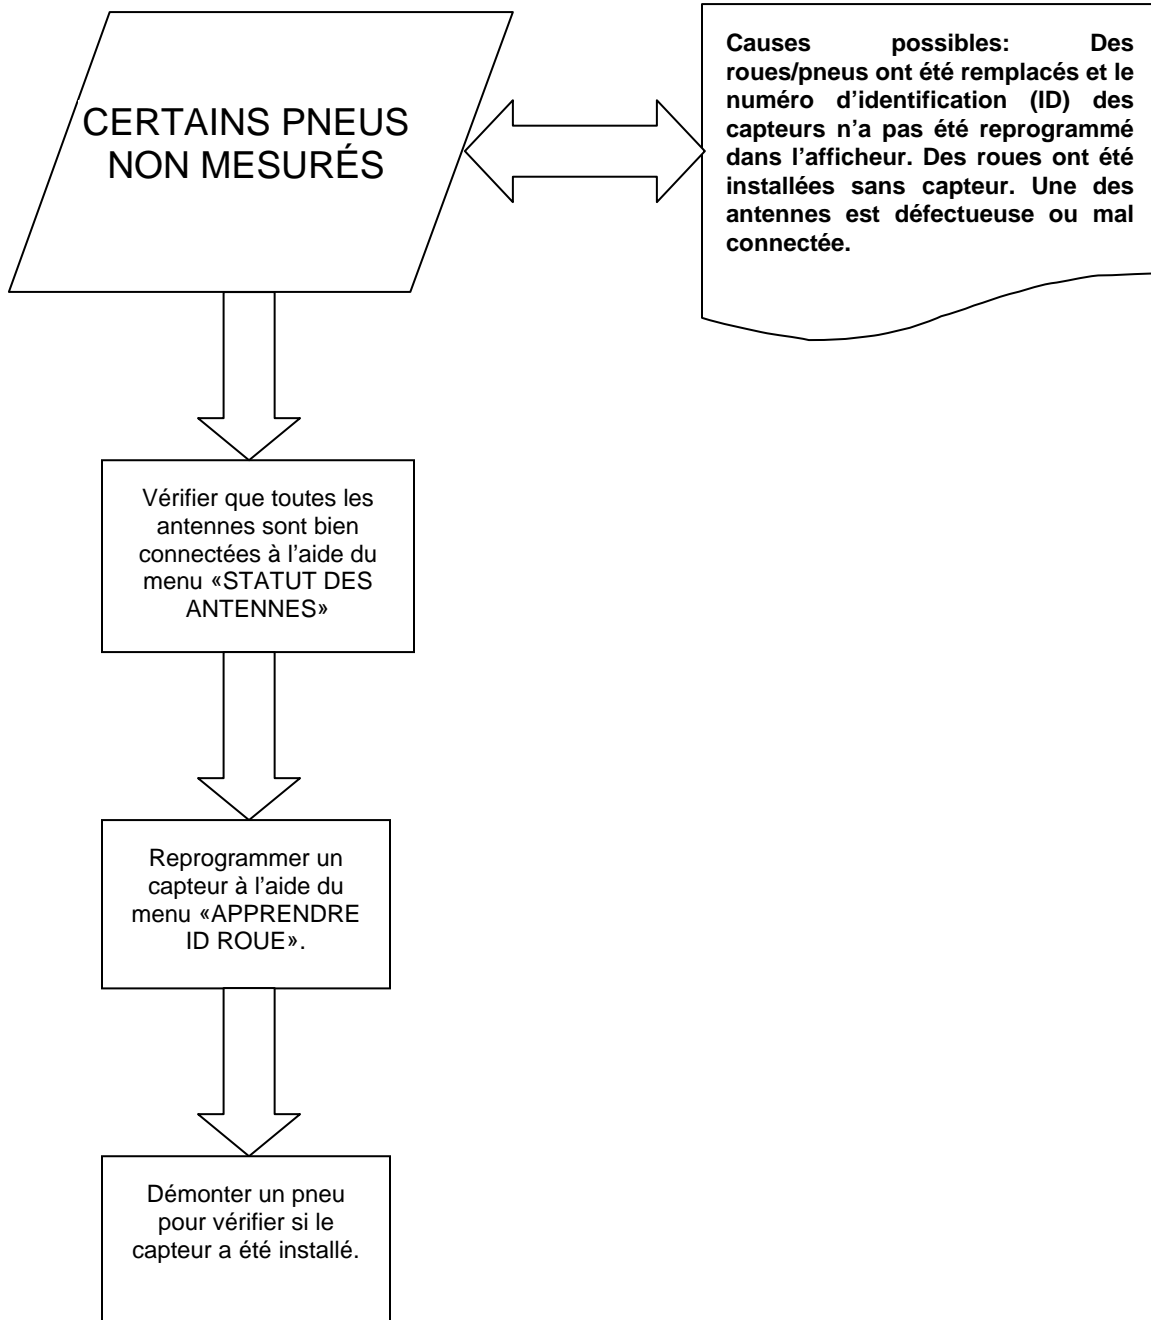 CERTAINS PNEUS
NON MESURÉS
Causes possibles: Des
roues/pneus ont été remplacés et le
numéro d’identification (ID) des
capteurs n’a pas été reprogrammé
dans l’afficheur. Des roues ont été
installées sans capteur. Une des
antennes est défectueuse ou mal
connectée.
Vérifier que toutes les
antennes sont bien
connectées à l’aide du
menu «STATUT DES
ANTENNES»
Reprogrammer un
capteur à l’aide du
menu «APPRENDRE
ID ROUE».
Démonter un pneu
pour vérifier si le
capteur a été installé.